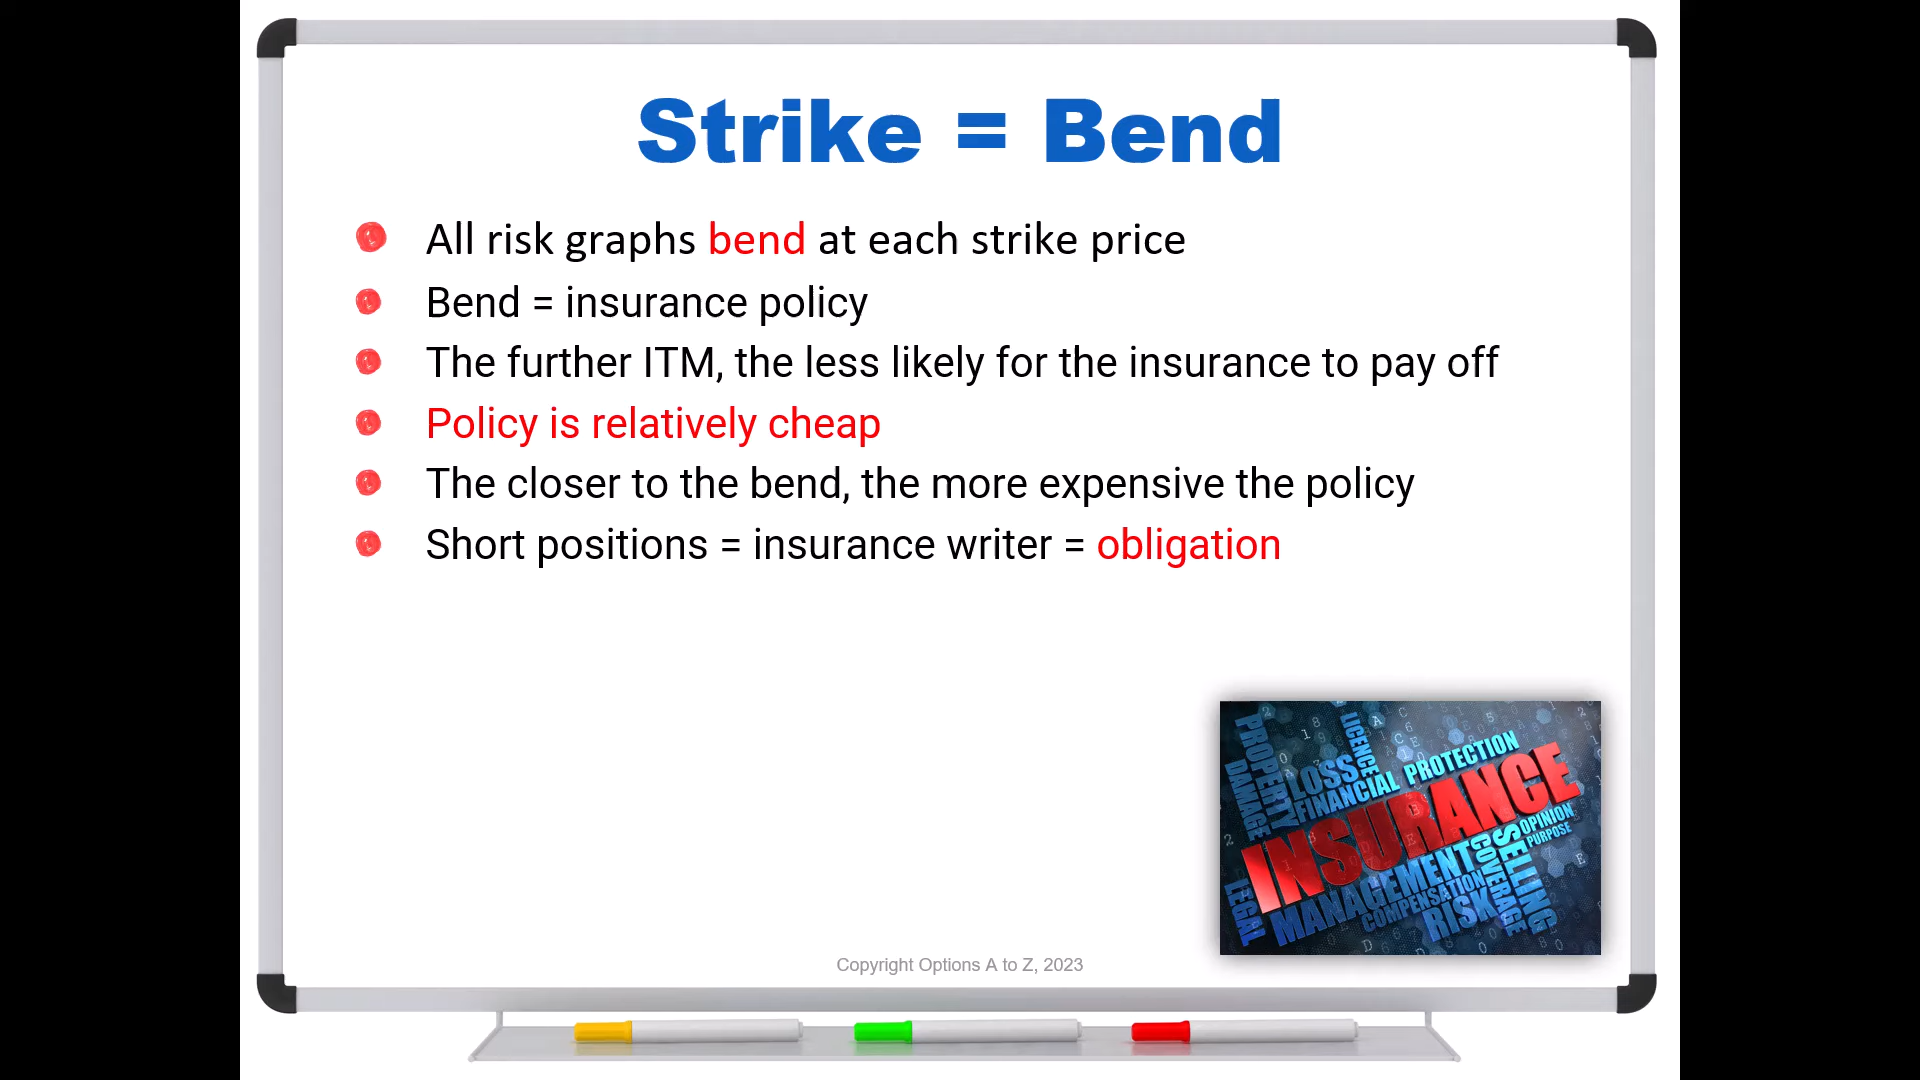 Strike = Bend
All risk graphs bend at each strike price
Bend = insurance policy
The further ITM, the less likely for the insurance to pay off
Policy is relatively cheap
The closer to the bend, the more expensive the policy
Short positions = insurance writer = obligation
PROPERTY
DAMAGE
LICENCE
LOSS
FINANCIAL PROTECTION
INSURANCE
OPINION
PURPOSE
SELLING
COVERAGE
MANAGEMENT
COMPENSATION
RISK
LEGAL
Copyright Options A to Z, 2023